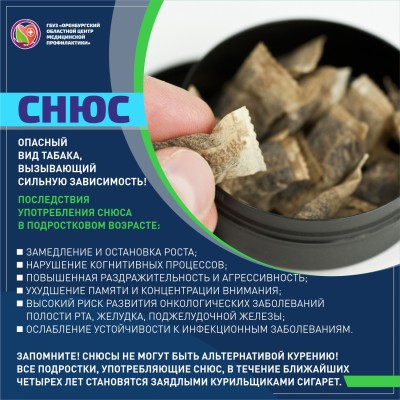 ГБУЗ «ОРЕНБУРГСКИЙ
ОБЛАСТНОЙ ЦЕНТР
МЕДИЦИНСКОЙ
ПРОФИЛАКТИКИ»
СНЮС
ОПАСНЫЙ
ВИД ТАБАКА,
ВЫЗЫВАЮЩИЙ
СИЛЬНУЮ ЗАВИСИМОСТЬ!
ПОСЛЕДСТВИЯ
УПОТРЕБЛЕНИЯ СНЮСА
В ПОДРОСТКОВОМ ВОЗРАСТЕ:
■ ЗАМЕДЛЕНИЕ И ОСТАНОВКА РОСТА;
■ НАРУШЕНИЕ КОГНИТИВНЫХ ПРОЦЕССОВ;
■ ПОВЫШЕННАЯ РАЗДРАЖИТЕЛЬНОСТЬ И АГРЕССИВНОСТЬ;
■ УХУДШЕНИЕ ПАМЯТИ И КОНЦЕНТРАЦИИ ВНИМАНИЯ;
■ ВЫСОКИЙ РИСК РАЗВИТИЯ ОНКОЛОГИЧЕСКИХ ЗАБОЛЕВАНИЙ
ПОЛОСТИ РТА, ЖЕЛУДКА, ПОДЖЕЛУДОЧНОЙ ЖЕЛЕЗЫ;
■ ОСЛАБЛЕНИЕ УСТОЙЧИВОСТИ К ИНФЕКЦИОННЫМ ЗАБОЛЕВАНИЯМ.
ЗАПОМНИТЕ! СНЮСЫ НЕ МОГУТ БЫТЬ АЛЬТЕРНАТИВОЙ КУРЕНИЮ!
ВСЕ ПОДРОСТКИ, УПОТРЕБЛЯЮЩИЕ СНЮС, В ТЕЧЕНИЕ БЛИЖАЙШИХ
ЧЕТЫРЕХ ЛЕТ СТАНОВЯТСЯ ЗАЯДЛЫМИ КУРИЛЬЩИКАМИ СИГАРЕТ.